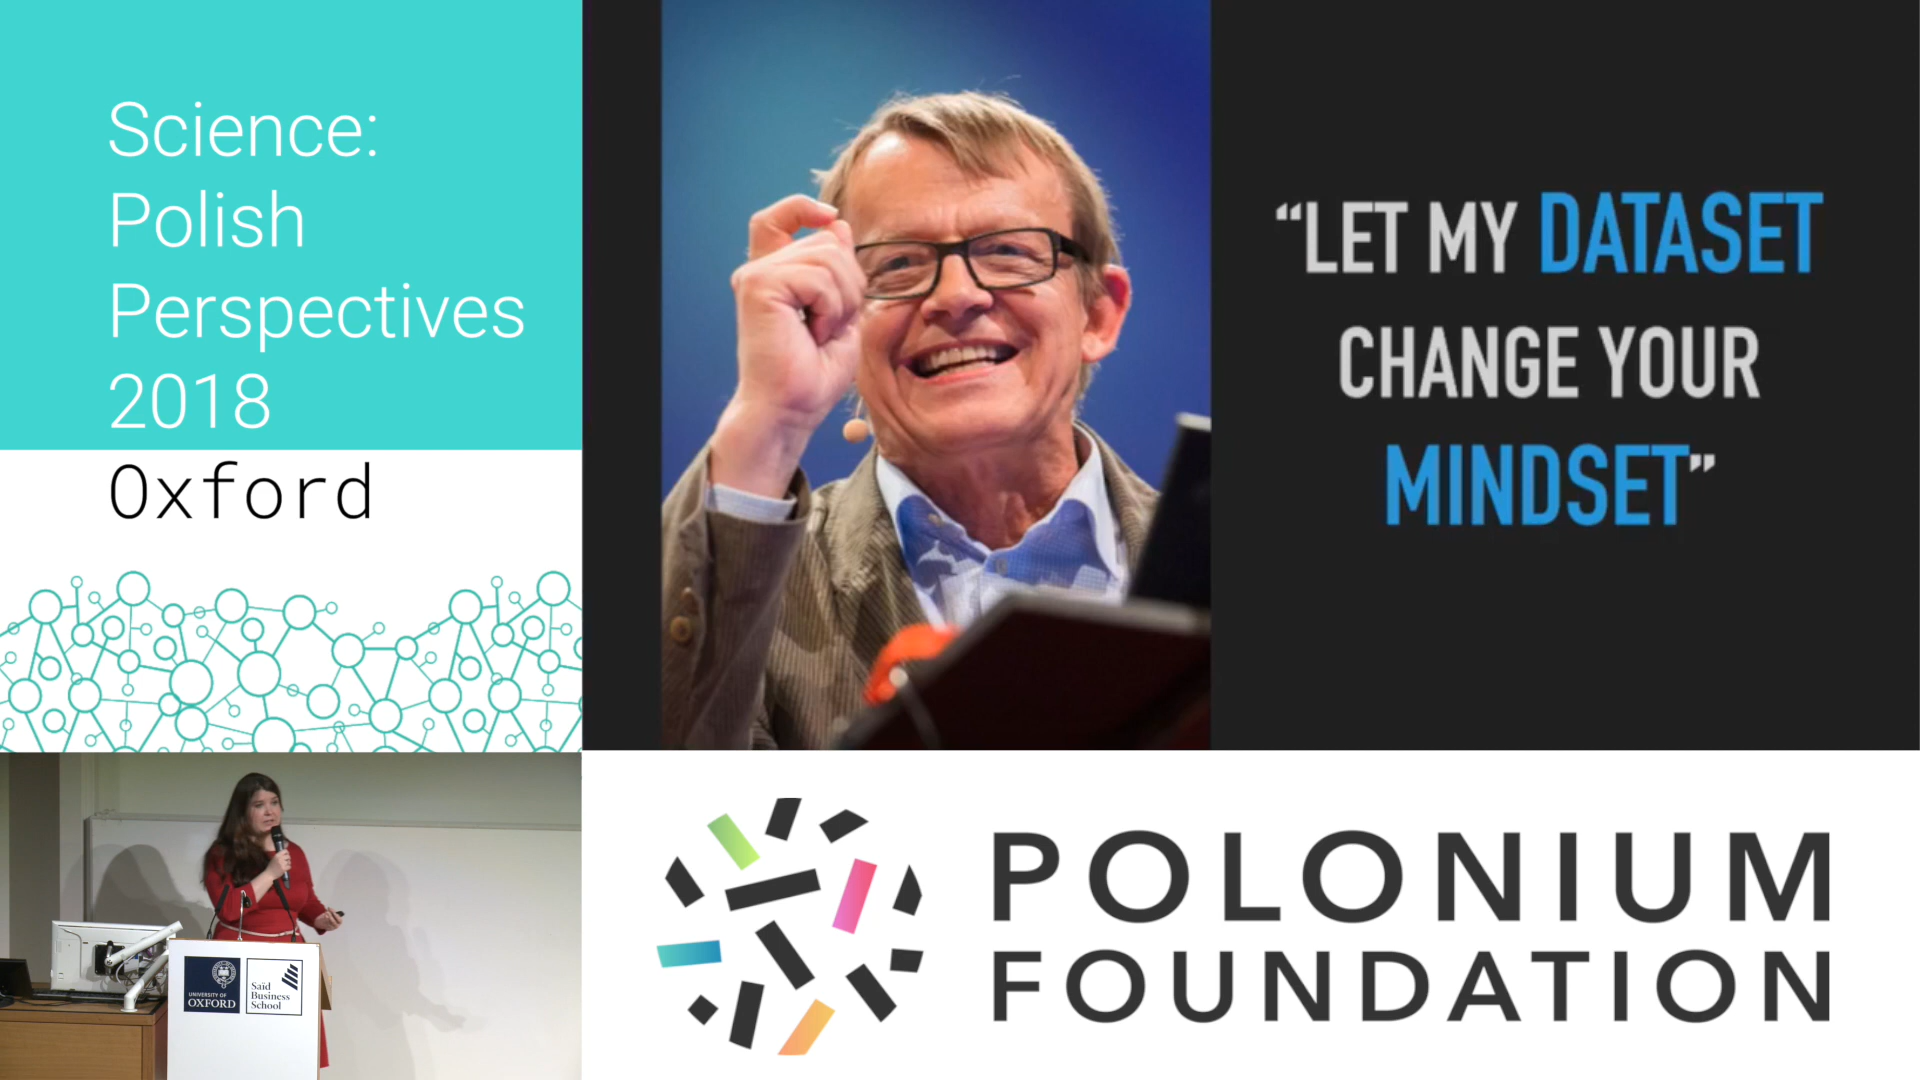 Science:
Polish
Perspectives
2018
Oxford
“LET MY DATASET
CHANGE YOUR
MINDSET”
UNIVERSITY OF
OXFORD
Saïd
Business
School
POLONIUM
FOUNDATION